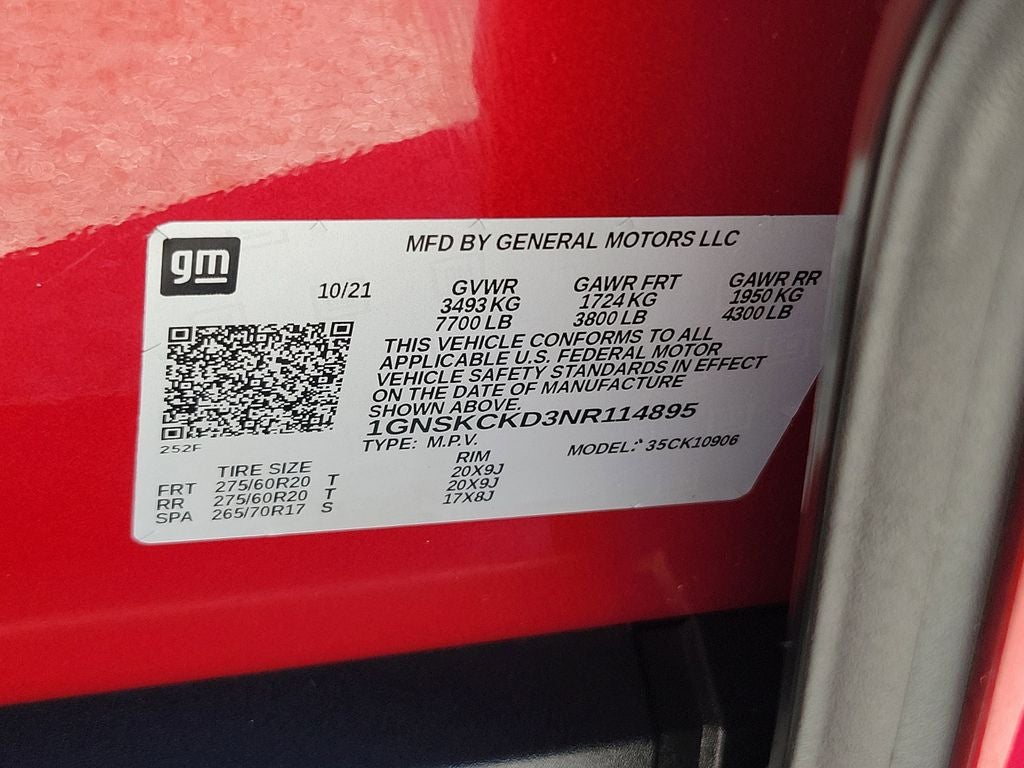 gm
MFD BY GENERAL MOTORS LLC
10/21 GVWR GAWR FRT GAWR RR
3493 KG 1724 KG 1950 KG
7700 LB 3800 LB 4300 LB
THIS VEHICLE CONFORMS TO ALL
APPLICABLE U.S. FEDERAL MOTOR
VEHICLE SAFETY STANDARDS IN EFFECT
ON THE DATE OF MANUFACTURE
SHOWN ABOVE.
1GNSKCKD3NR114895
TYPE: M.P.V. MODEL: 35CK10906
252F
TIRE SIZE RIM
FRT 275/60R20 T 20X9J
RR 275/60R20 T 20X9J
SPA 265/70R17 S 17X8J